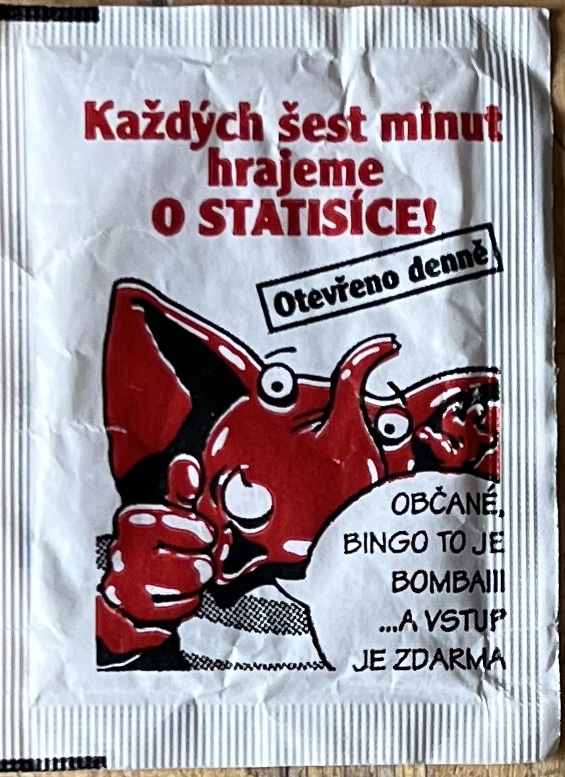 Každých šest minut
hrajeme
O STATISÍCE!
Otevřeno denně
OBČANÉ,
BINGO TO JE
BOMBA!!!
...A VSTUP
JE ZDARMA